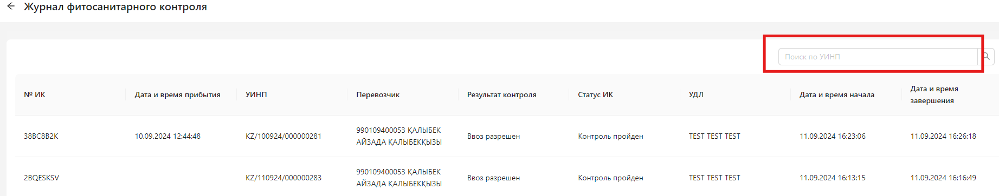 Журнал фитосанитарного контроля
Поиск по УИНП
№ ИК
Дата и время прибытия
УИНП
Перевозчик
Результат контроля
Статус ИК
УДЛ
Дата и время начала
Дата и время
завершения
38BC8B2K
10.09.2024 12:44:48
KZ/100924/000000281
990109400053 ҚАЛЫБЕК
АЙЗАДА ҚАЛЫБЕКҚЫЗЫ
Ввоз разрешен
Контроль пройден
TEST TEST TEST
11.09.2024 16:23:06
11.09.2024 16:26:18
2BQESKSV
KZ/110924/000000283
990109400053 ҚАЛЫБЕК
АЙЗАДА ҚАЛЫБЕКҚЫЗЫ
Ввоз разрешен
Контроль пройден
TEST TEST TEST
11.09.2024 16:13:15
11.09.2024 16:16:49